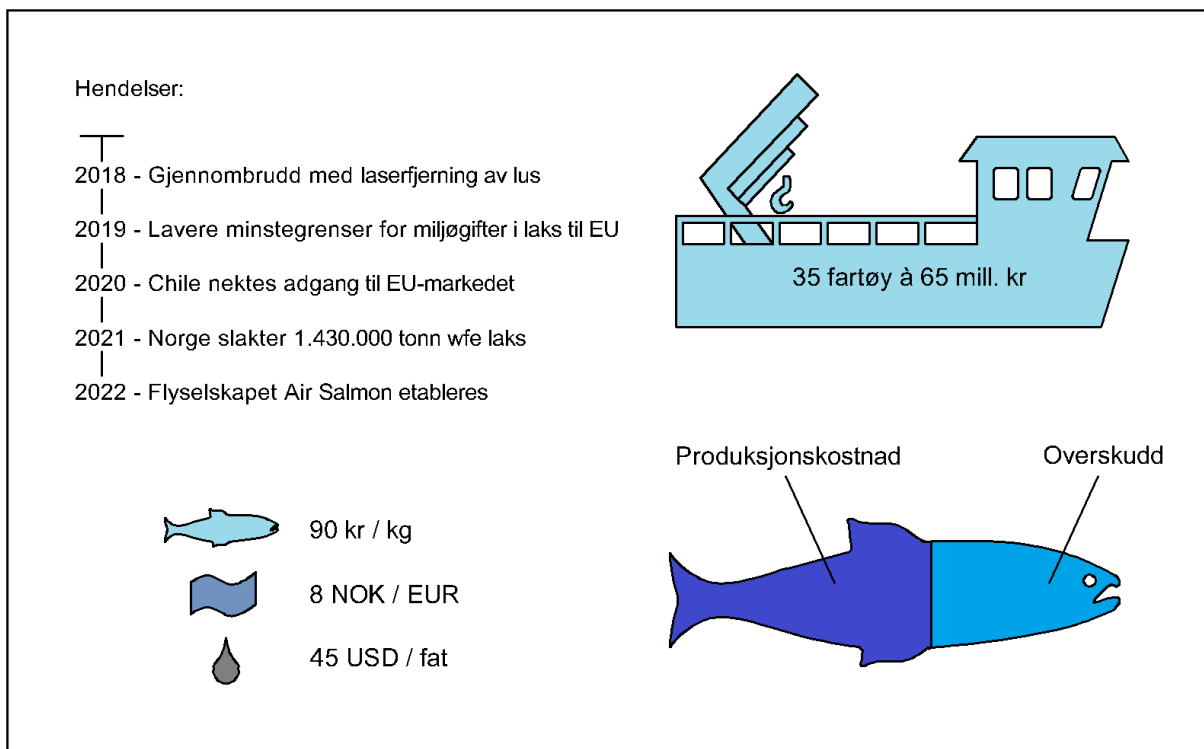 Hendelser:
2018 - Gjennombrudd med laserfjerning av lus
2019 - Lavere minstegrenser for miljøgifter i laks til EU
2020 - Chile nektes adgang til EU-markedet
2021 - Norge slakter 1.430.000 tonn wfe laks
2022 - Flyselskapet Air Salmon etableres
35 fartøy à 65 mill. kr
90 kr / kg
8 NOK / EUR
45 USD / fat
Produksjonskostnad
Overskudd